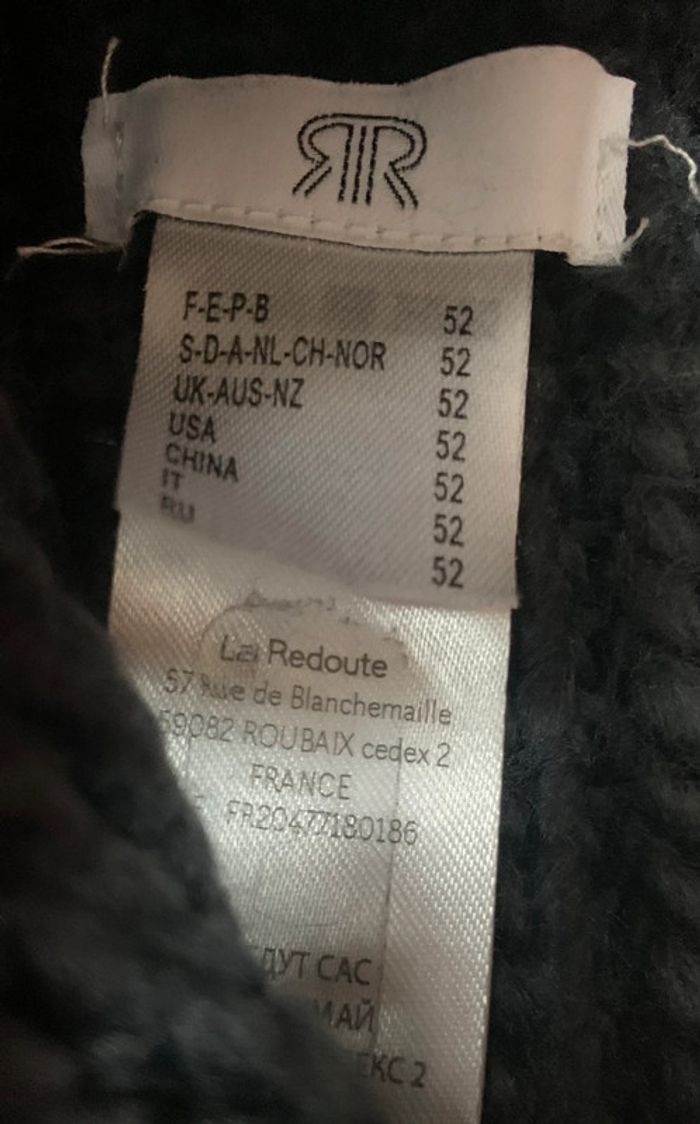 F-E-P-B 52
S-D-A-NL-CH-NOR 52
UK-AUS-NZ 52
USA 52
CHINA 52
IT 52
RU 52
La Redoute
57 Rue de Blanchemaille
59082 ROUBAIX cedex 2
FRANCE
FR20477180186
ДУТ САС
МАЙ
ЕКС 2